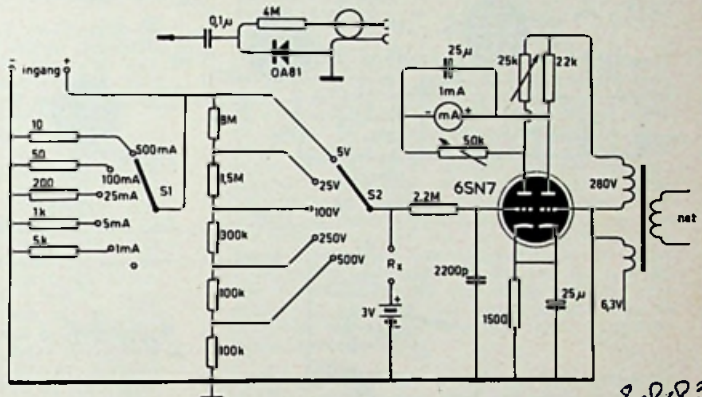 0,1µ
4M
OA81
ingang
+
10
500mA
50
100mA
S1
200
25mA
1k
5mA
5k
1mA
8M
1,5M
300k
100k
100k
5V
25V
S2
100V
250V
500V
Rx
3V
+
-
2.2M
2200p
25µ
1mA
- mA +
50k
25k
22k
6SN7
150Ω
25µ
280V
net
6,3V